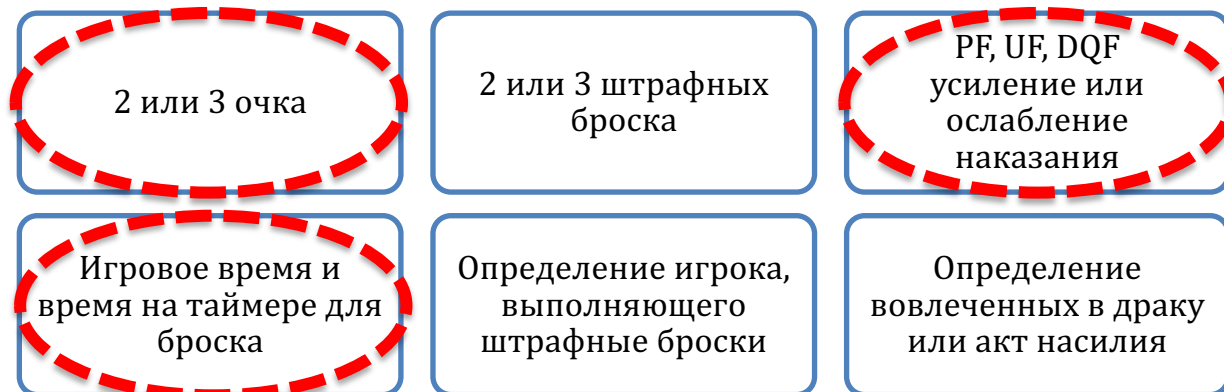 2 или 3 очка
2 или 3 штрафных
броска
PF, UF, DQF
усиление или
ослабление
наказания
Игровое время и
время на таймере для
броска
Определение игрока,
выполняющего
штрафные броски
Определение
вовлеченных в драку
или акт насилия